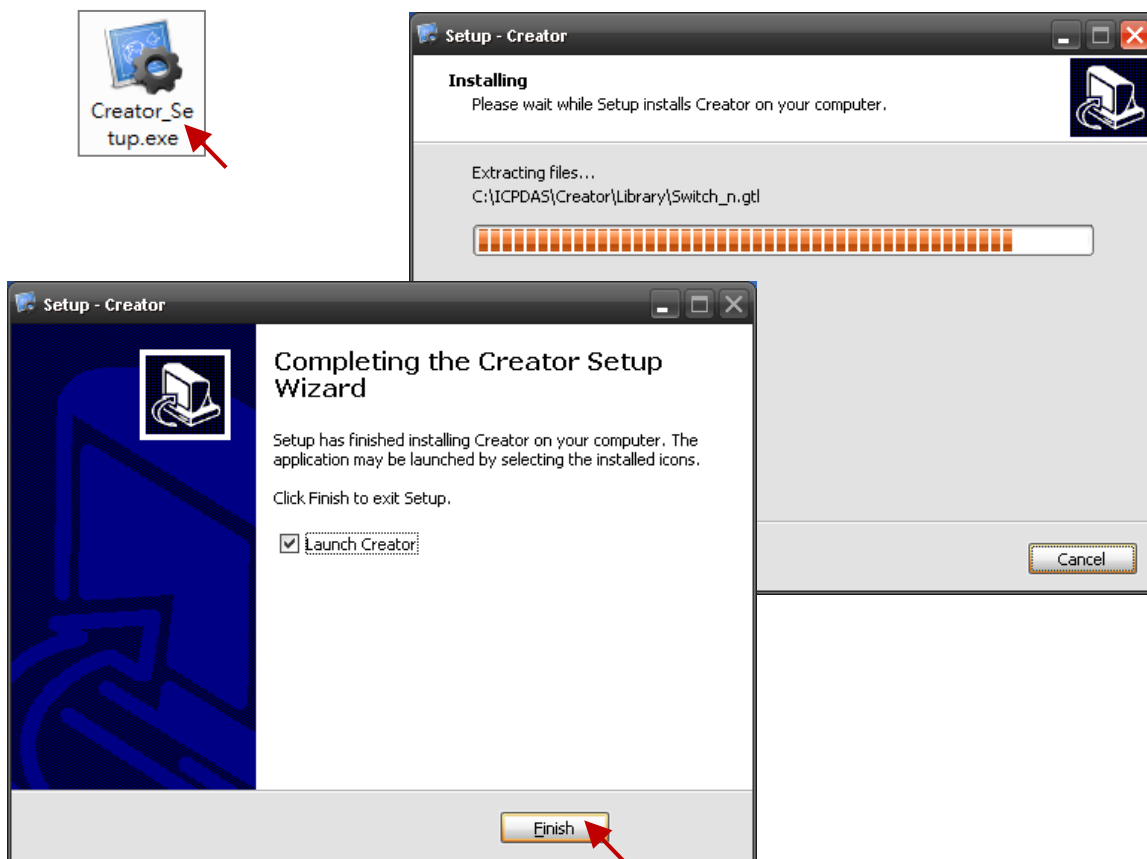 Creator_Se
tup.exe
Setup - Creator
Installing
Please wait while Setup installs Creator on your computer.
Extracting files...
C:\ICPDAS\Creator\Library\Switch_n.gtl
Cancel
Setup - Creator
Completing the Creator Setup
Wizard
Setup has finished installing Creator on your computer. The
application may be launched by selecting the installed icons.
Click Finish to exit Setup.
Launch Creator
Finish